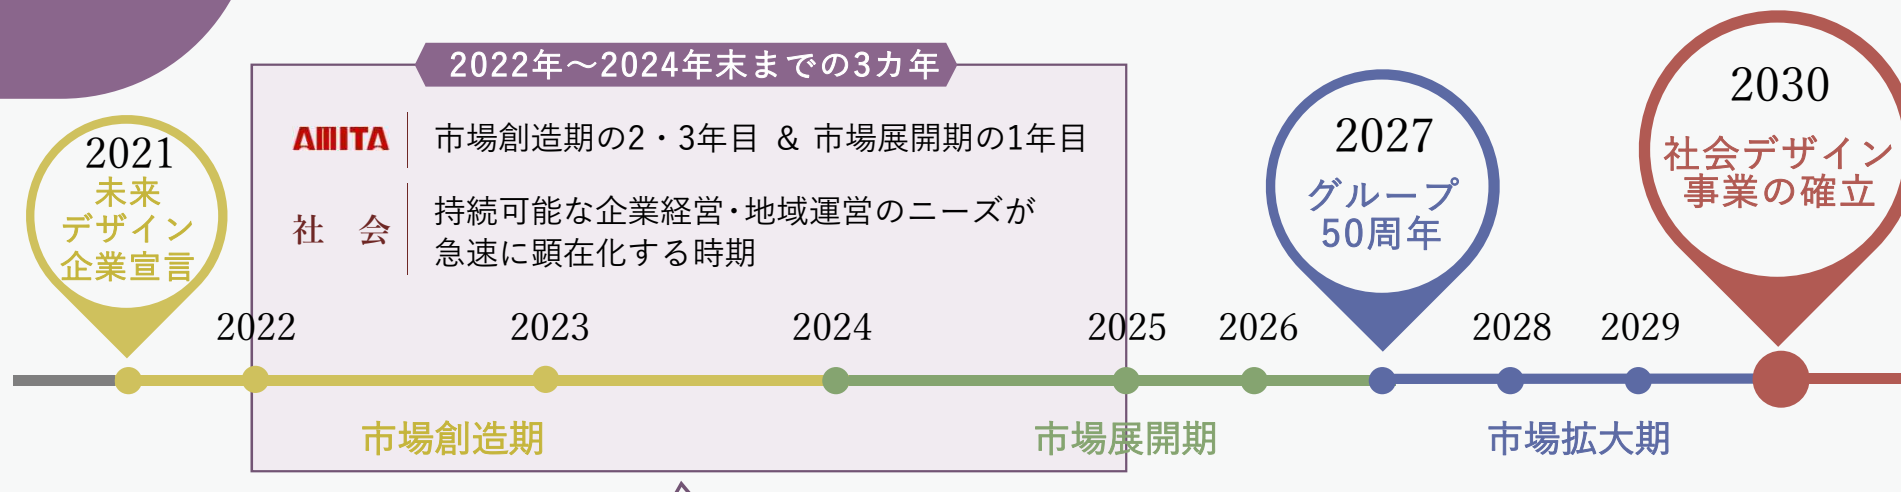 2022年～2024年末までの3カ年
AMITA
市場創造期の2・3年目 & 市場展開期の1年目
社 会
持続可能な企業経営・地域運営のニーズが
急速に顕在化する時期
2021
未来
デザイン
企業宣言
2027
グループ
50周年
2030
社会デザイン
事業の確立
2022
2023
2024
2025
2026
2028
2029
市場創造期
市場展開期
市場拡大期